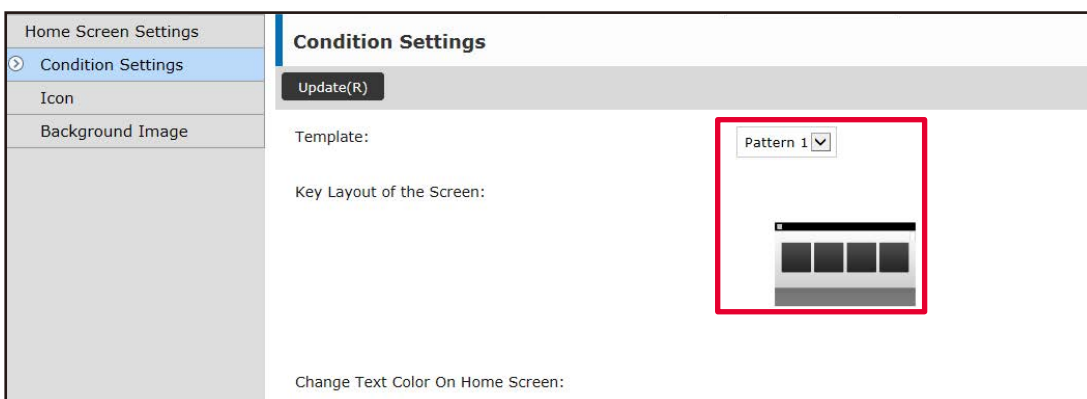 Home Screen Settings
Condition Settings
Icon
Background Image
Condition Settings
Update(R)
Template:
Pattern 1
Key Layout of the Screen:
Change Text Color On Home Screen: